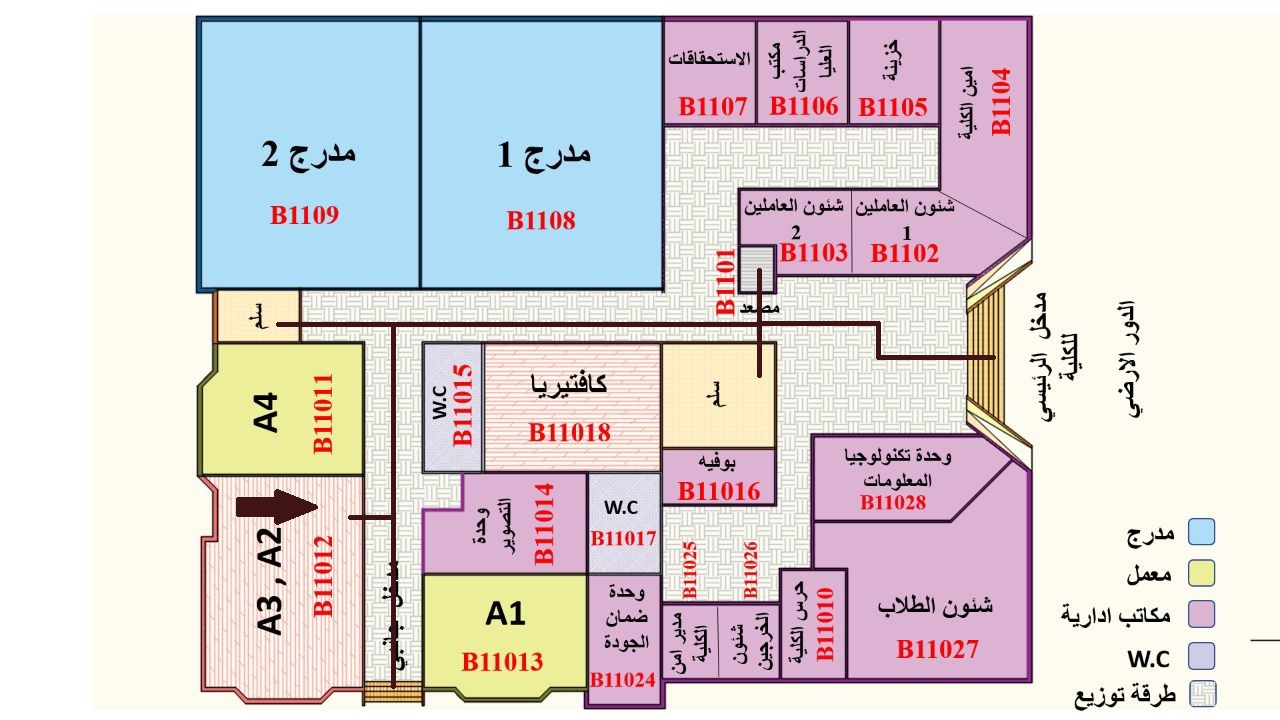 مدرج 2
B1109
مدرج 1
B1108
الاستحقاقات
B1107
مكتب
الدراسات
العليا
B1106
خزينة
B1105
امين الكلية
B1104
شئون العاملين
2
B1103
شئون العاملين
1
B1102
B1101
مصعد
سلم
مدخل الرئيسي
للكلية
الدور الارضي
A4
B11011
W.C
B11015
كافتيريا
B11018
سلم
بوفيه
B11016
وحدة تكنولوجيا
المعلومات
B11028
A3 , A2
B11012
مدخل جانبي
وحدة
التصوير
B11014
W.C
B11017
B11025
B11026
A1
B11013
وحدة
ضمان
الجودة
B11024
مدير امن
الكلية
شئون
الخرجين
حرس الكلية
B11010
شئون الطلاب
B11027
مدرج
معمل
مكاتب ادارية
W.C
طرقة توزيع